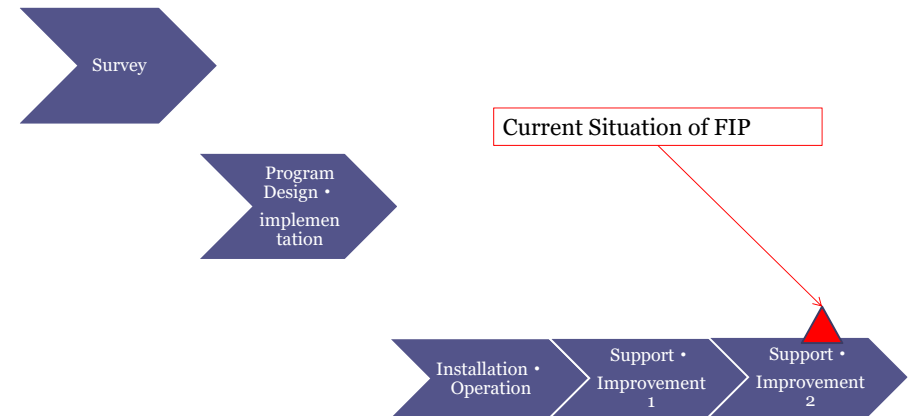 Survey
Current Situation of FIP
Program
Design・
implemen
tation
Installation・
Operation
Support・
Improvement
1
Support・
Improvement
2